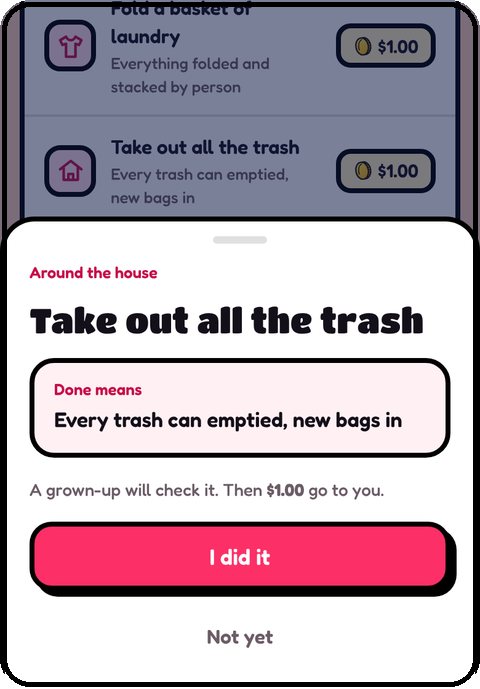 Fold a basket of
laundry
Everything folded and
stacked by person
$1.00
Take out all the trash
Every trash can emptied,
new bags in
$1.00
Around the house
Take out all the trash
Done means
Every trash can emptied, new bags in
A grown-up will check it. Then $1.00 go to you.
I did it
Not yet